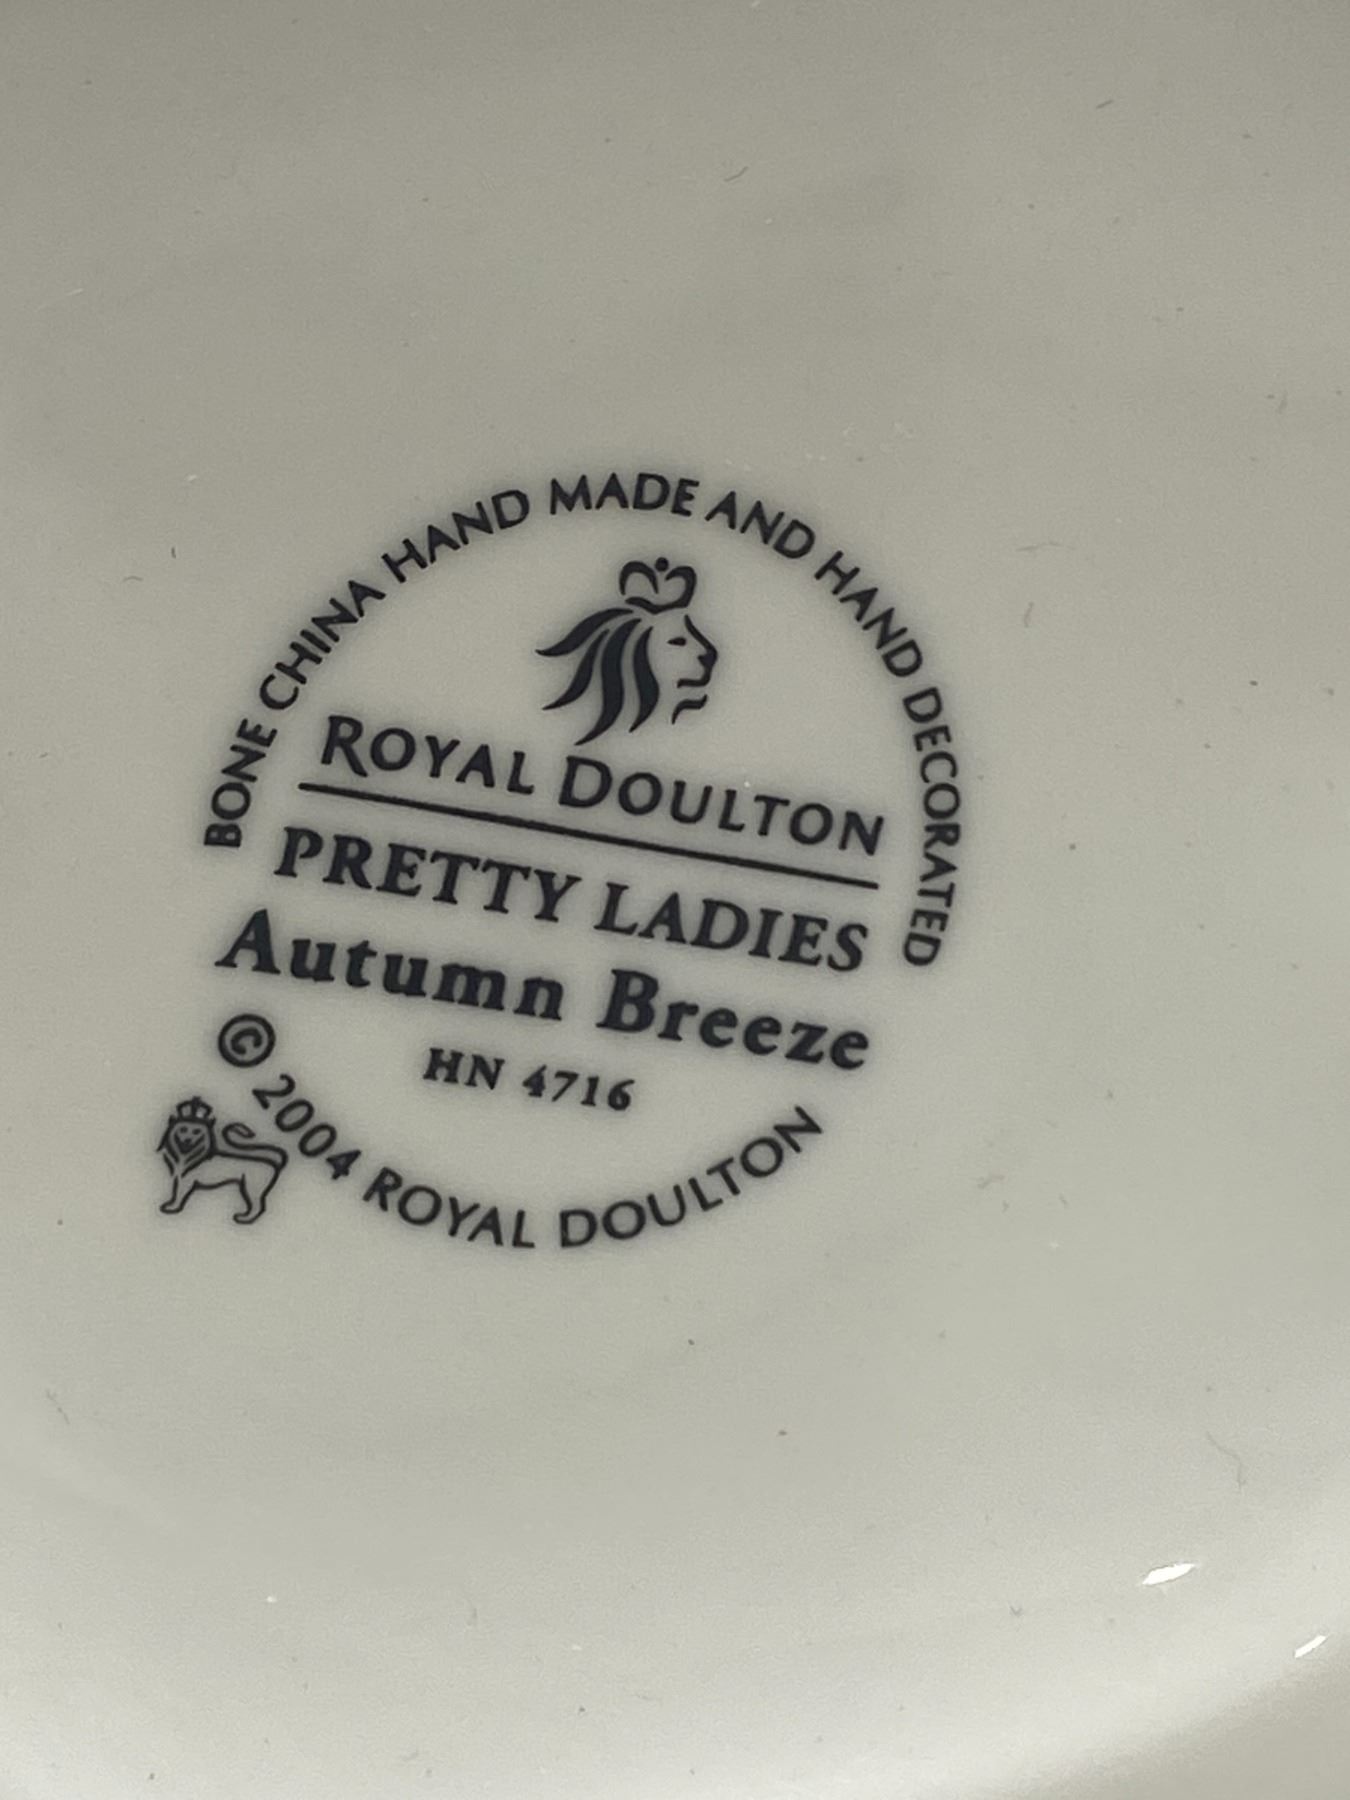 BONE CHINA HAND MADE AND HAND DECORATED
ROYAL DOULTON
PRETTY LADIES
Autumn Breeze
HN 4716
© 2004 ROYAL DOULTON